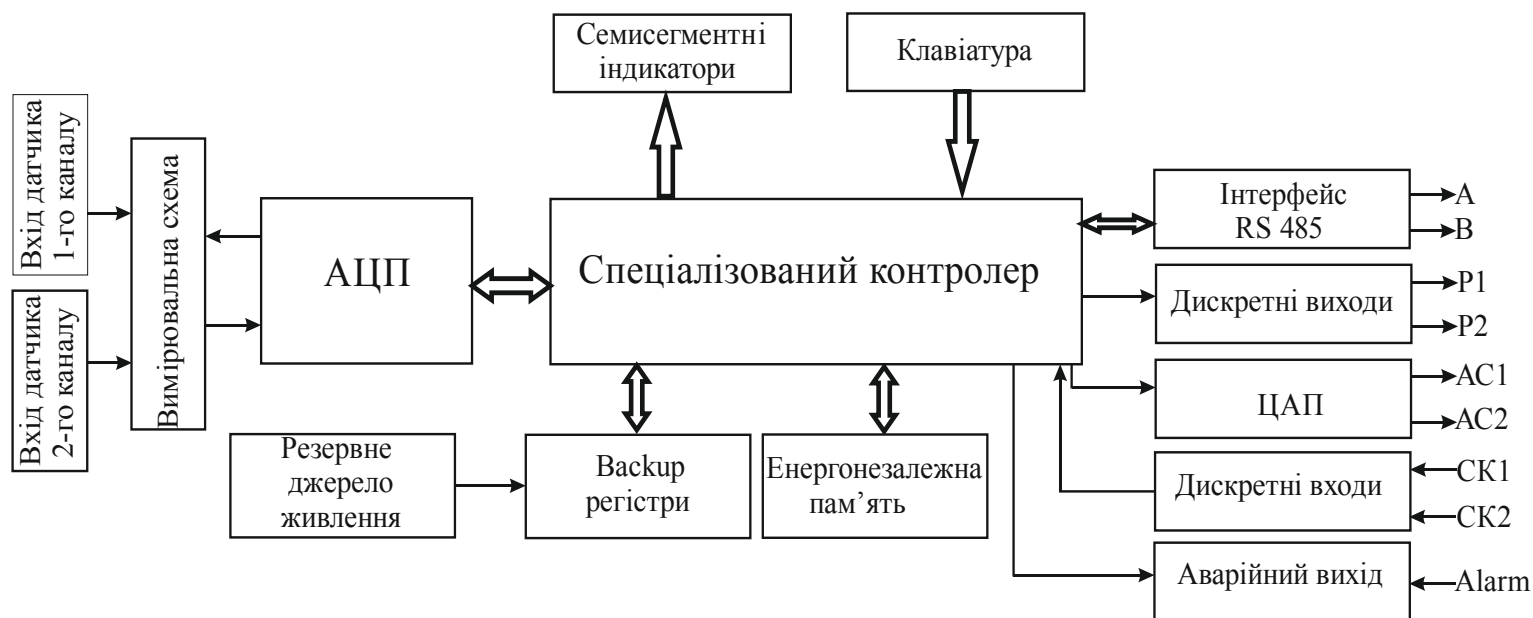 Семисегментні
індикатори
Клавіатура
Вхід датчика
1-го каналу
Вхід датчика
2-го каналу
Вимірювальна схема
АЦП
Спеціалізований контролер
Інтерфейс
RS 485
A
B
Дискретні виходи
P1
P2
ЦАП
AC1
AC2
Дискретні входи
СК1
СК2
Аварійний вихід
Alarm
Резервне
джерело
живлення
Backup
регістри
Енергонезалежна
пам’ять